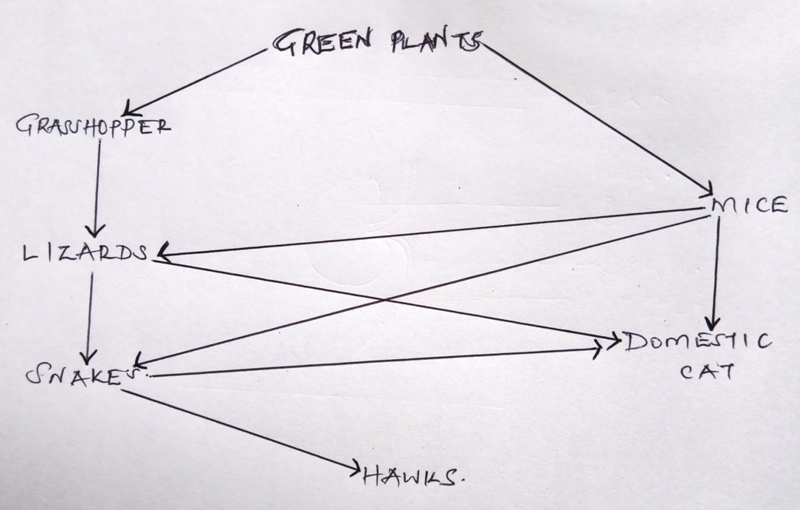 GREEN PLANTS
GRASSHOPPER
MICE
LIZARDS
DOMESTIC
CAT
SNAKES.
HAWKS.